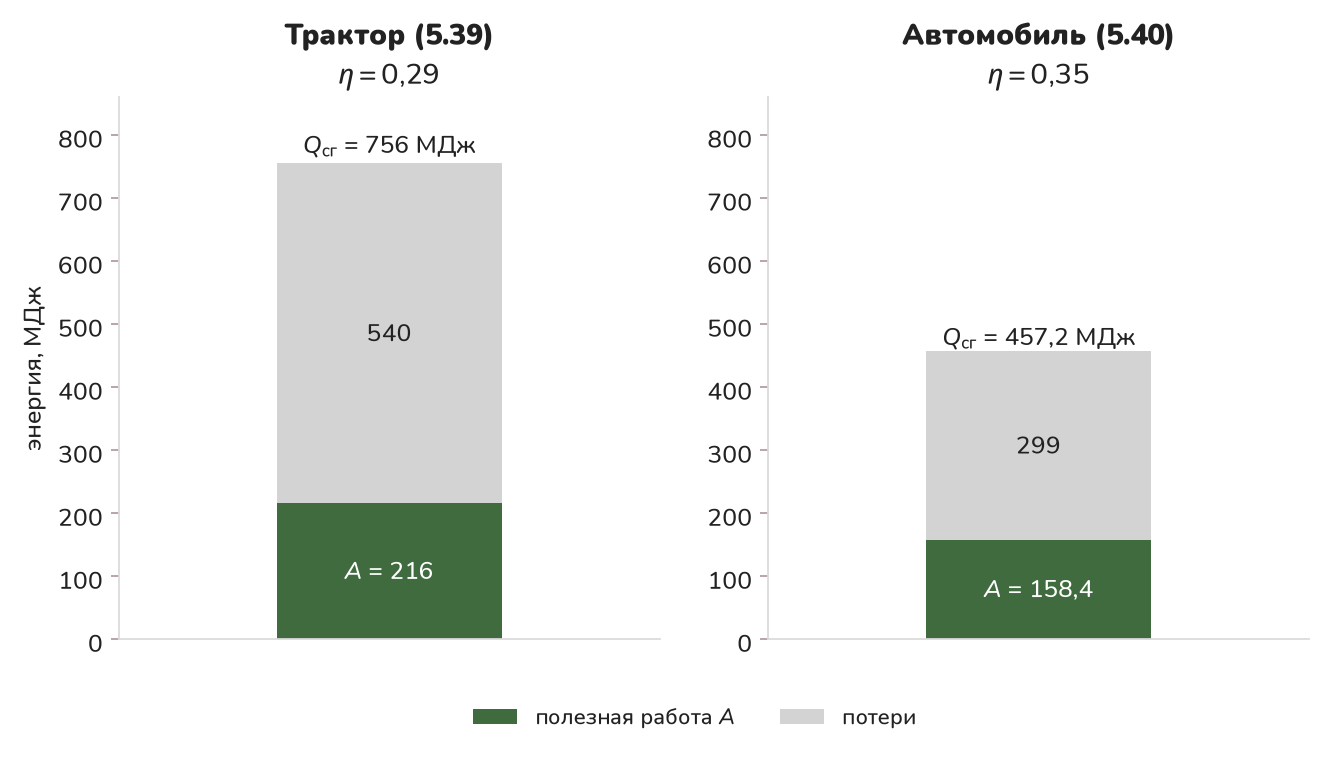 Трактор (5.39)
η = 0,29
энергия, МДж
800
700
600
500
400
300
200
100
0
Qсг = 756 МДж
540
A = 216
Автомобиль (5.40)
η = 0,35
800
700
600
500
400
300
200
100
0
Qсг = 457,2 МДж
299
A = 158,4
полезная работа A
потери